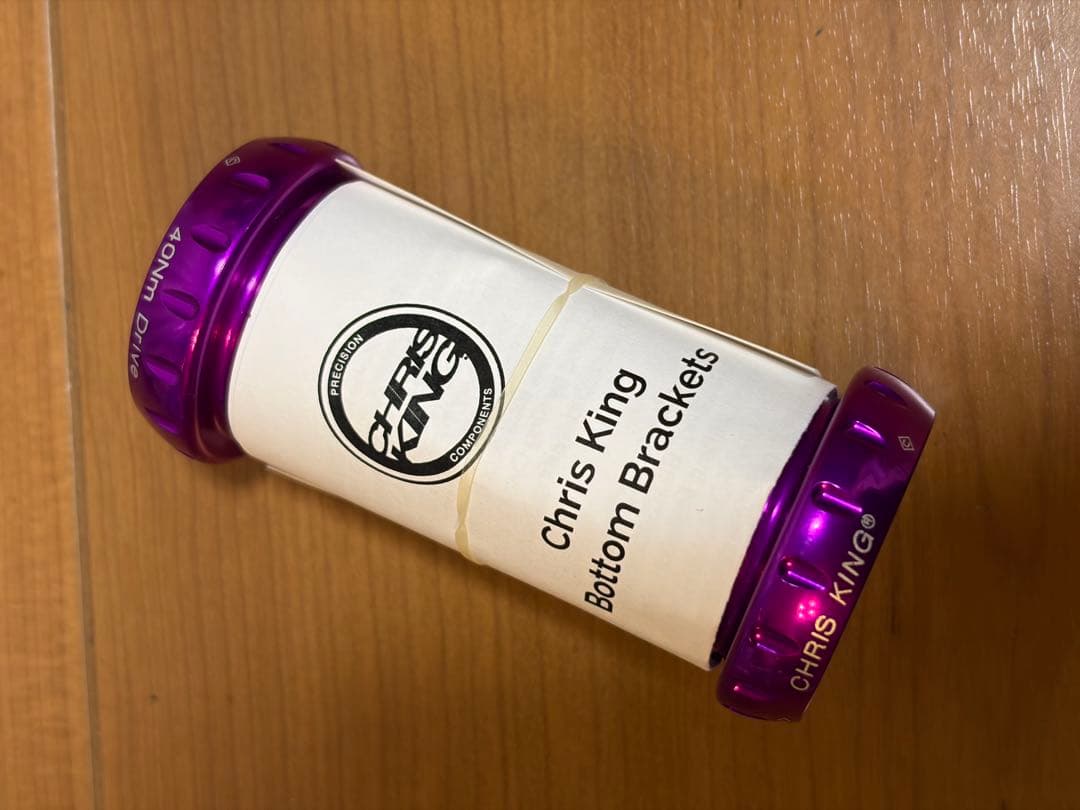 40Nm Drive
PRECISION
CHRIS
KING
COMPONENTS
Chris King
Bottom Brackets
CHRIS KING®